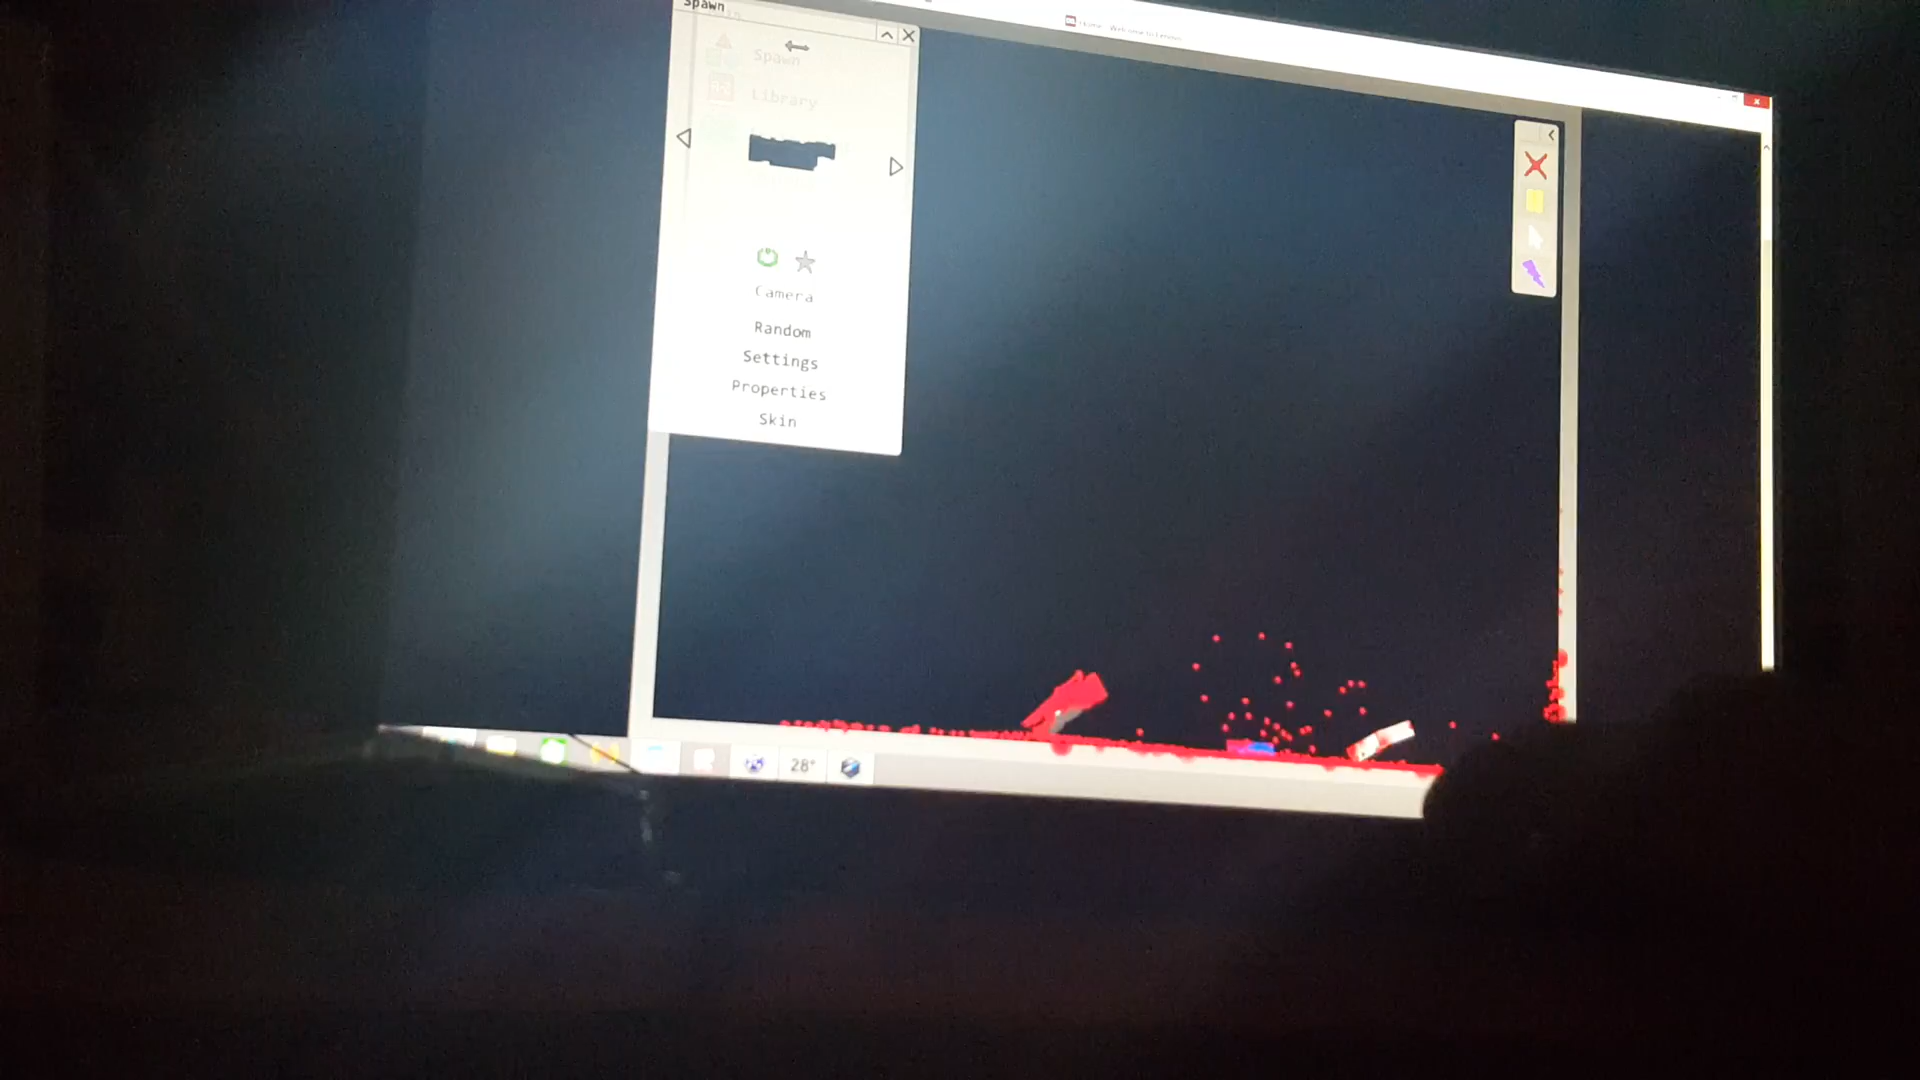 Spawn
Spawn
Library
Camera
Random
Settings
Properties
Skin
28°